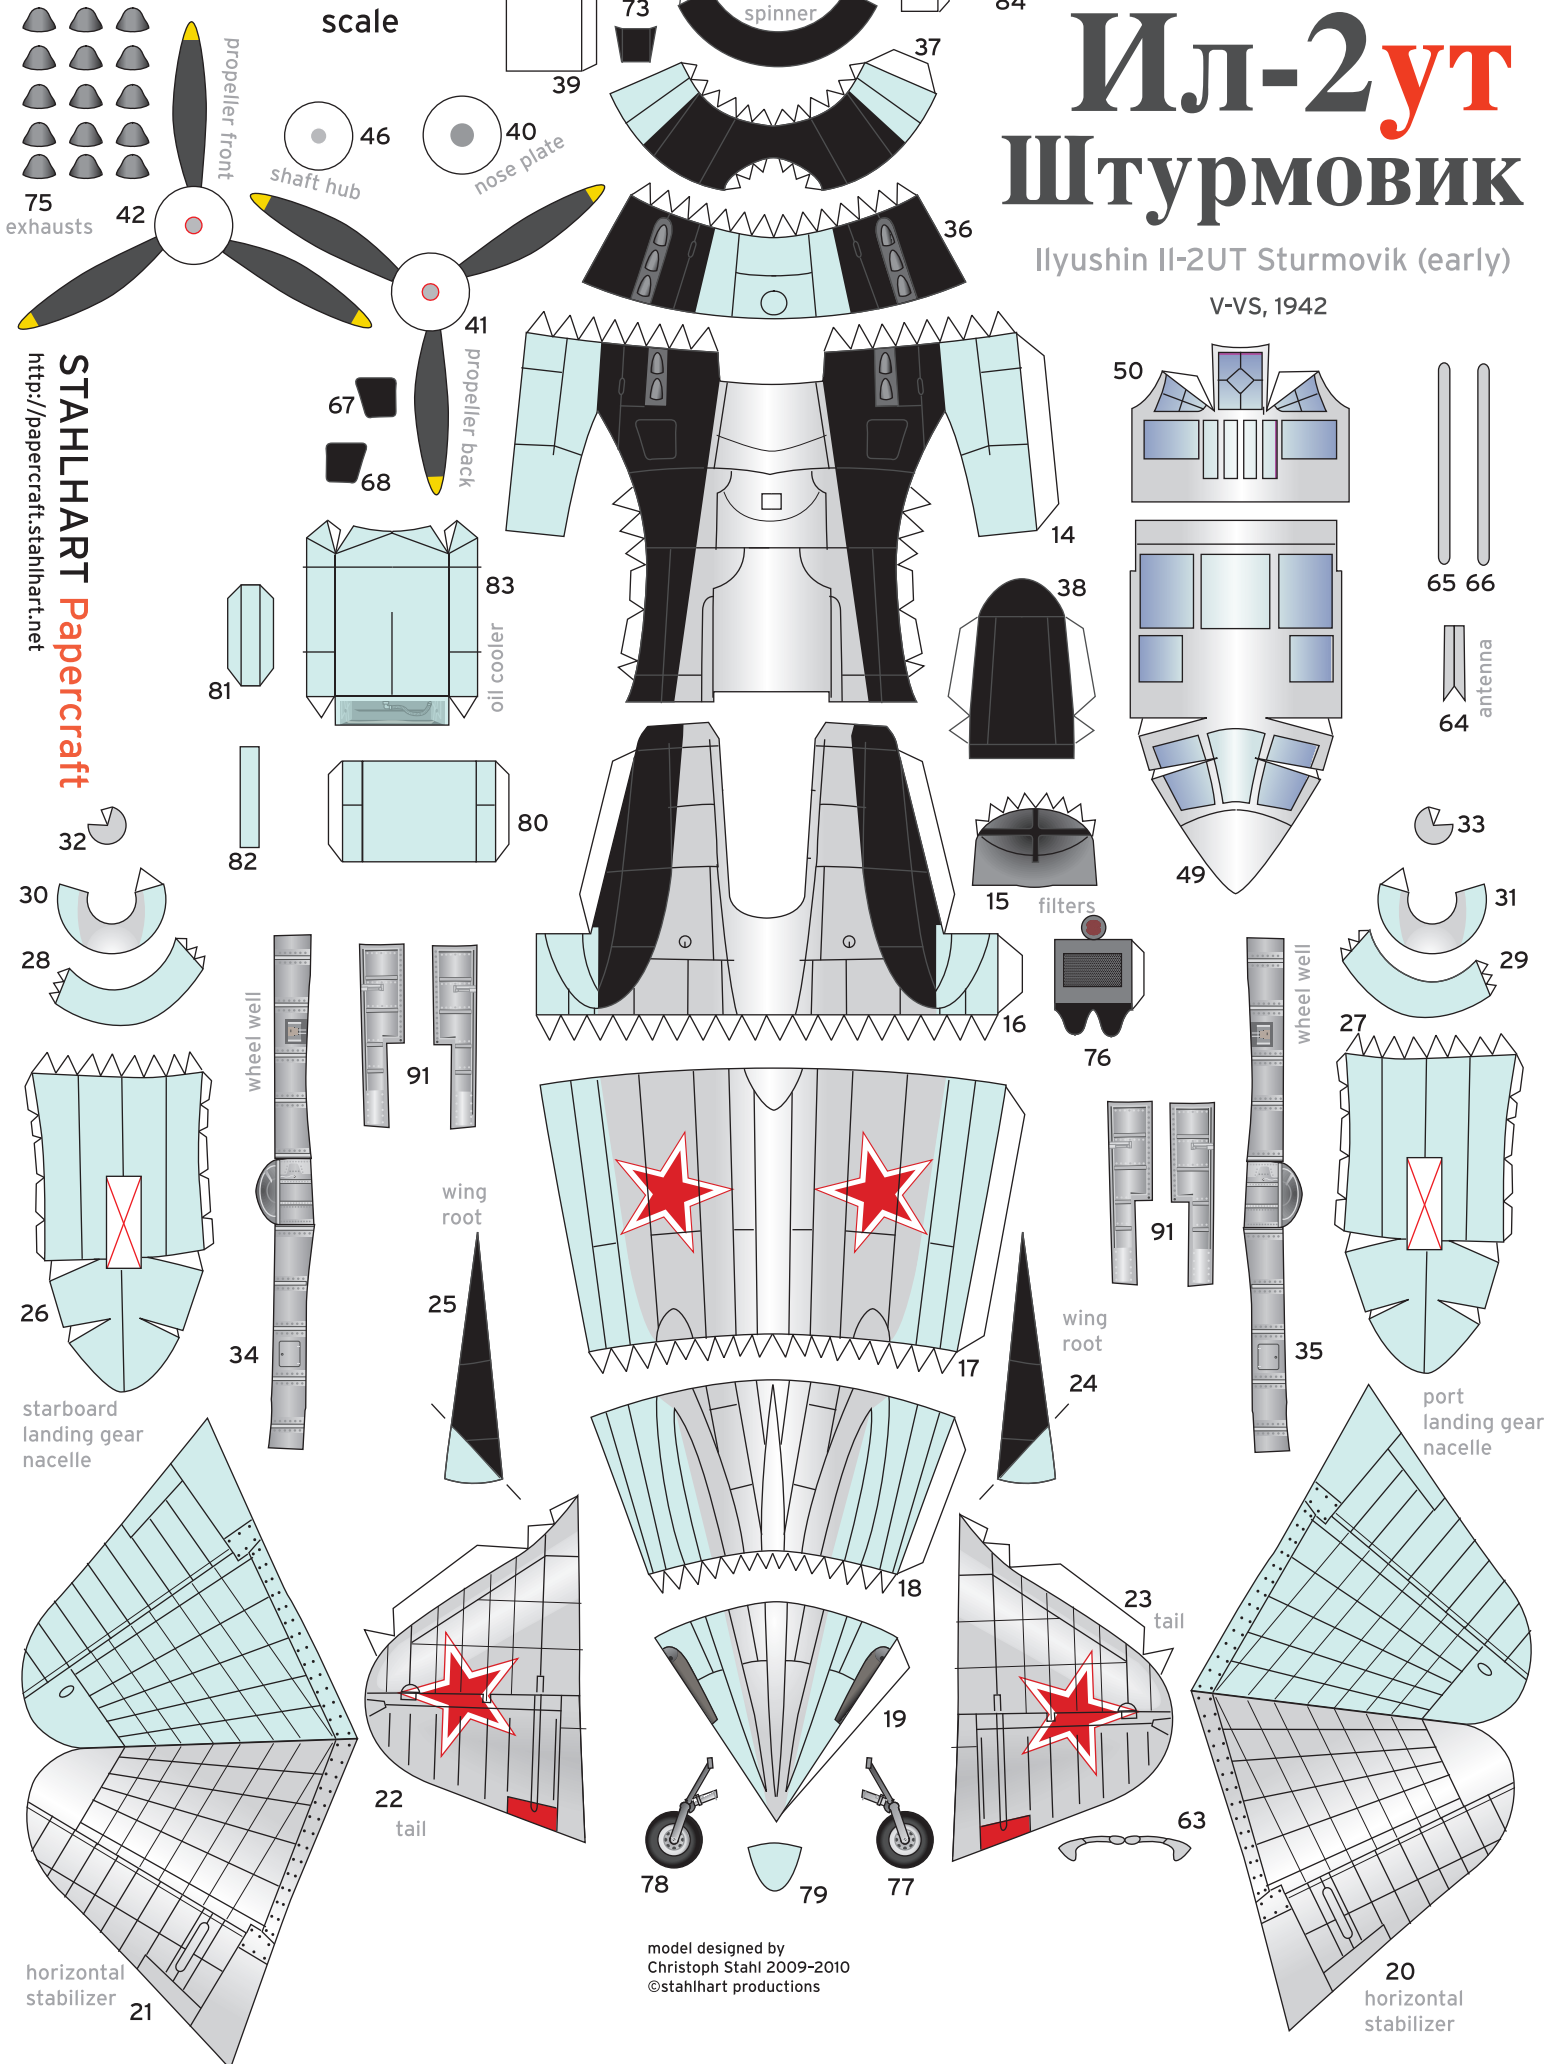 scale
73
spinner
84
37
39
Ил-2ут
Штурмовик
Ilyushin Il-2UT Sturmovik (early)
V-VS, 1942
propeller front
46
shaft hub
40
nose plate
75
exhausts
42
36
41
propeller back
STAHLHART Papercraft
http://papercraft.stahlhart.net
67
68
50
14
65 66
83
oil cooler
81
38
antenna
64
80
82
32
33
49
15
filters
30
28
31
29
wheel well
91
16
76
wheel well
27
wing
root
91
26
25
34
wing
root
24
35
17
starboard
landing gear
nacelle
port
landing gear
nacelle
18
23
tail
19
22
tail
78
79
77
63
model designed by
Christoph Stahl 2009-2010
©stahlhart productions
horizontal
stabilizer
21
20
horizontal
stabilizer